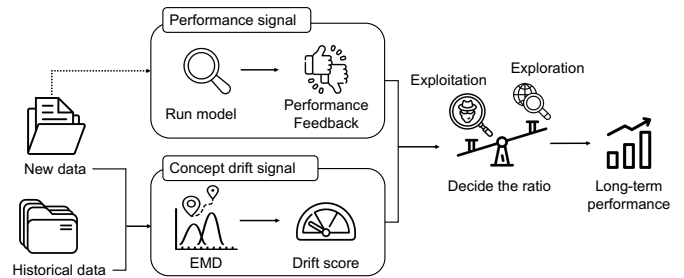 Performance signal
Run model
Performance
Feedback
New data
Historical data
Concept drift signal
EMD
Drift score
Exploitation
Exploration
Decide the ratio
Long-term
performance